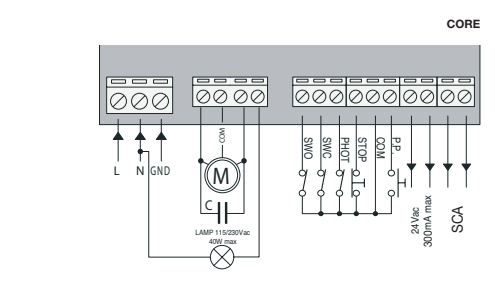 CORE
L N GND
COM
M
C
LAMP 115/230Vac
40W max
SWO
SWC
PHOT
STOP
COM
P.P.
24Vac
300mA max
SCA